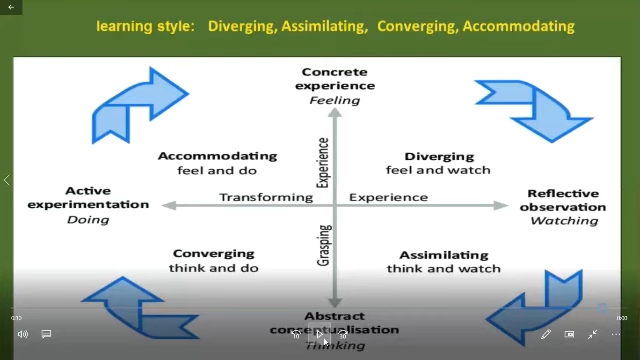 learning style: Diverging, Assimilating, Converging, Accommodating
Concrete
experience
Feeling
Accommodating
feel and do
Experience
Diverging
feel and watch
Active
experimentation
Doing
Transforming
Experience
Reflective
observation
Watching
Converging
think and do
Grasping
Assimilating
think and watch
Abstract
conceptualisation
Thinking